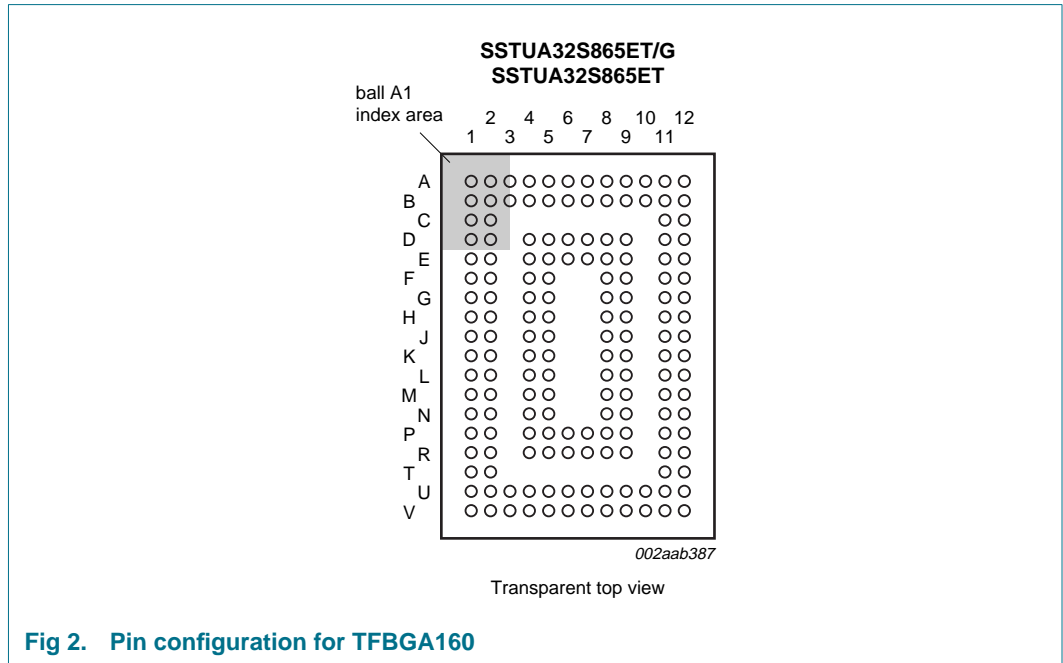 SSTUA32S865ET/G
SSTUA32S865ET
ball A1
index area
2 4 6 8 10 12
1 3 5 7 9 11
A
B
C
D
E
F
G
H
J
K
L
M
N
P
R
T
U
V
002aab387
Transparent top view
Fig 2. Pin configuration for TFBGA160